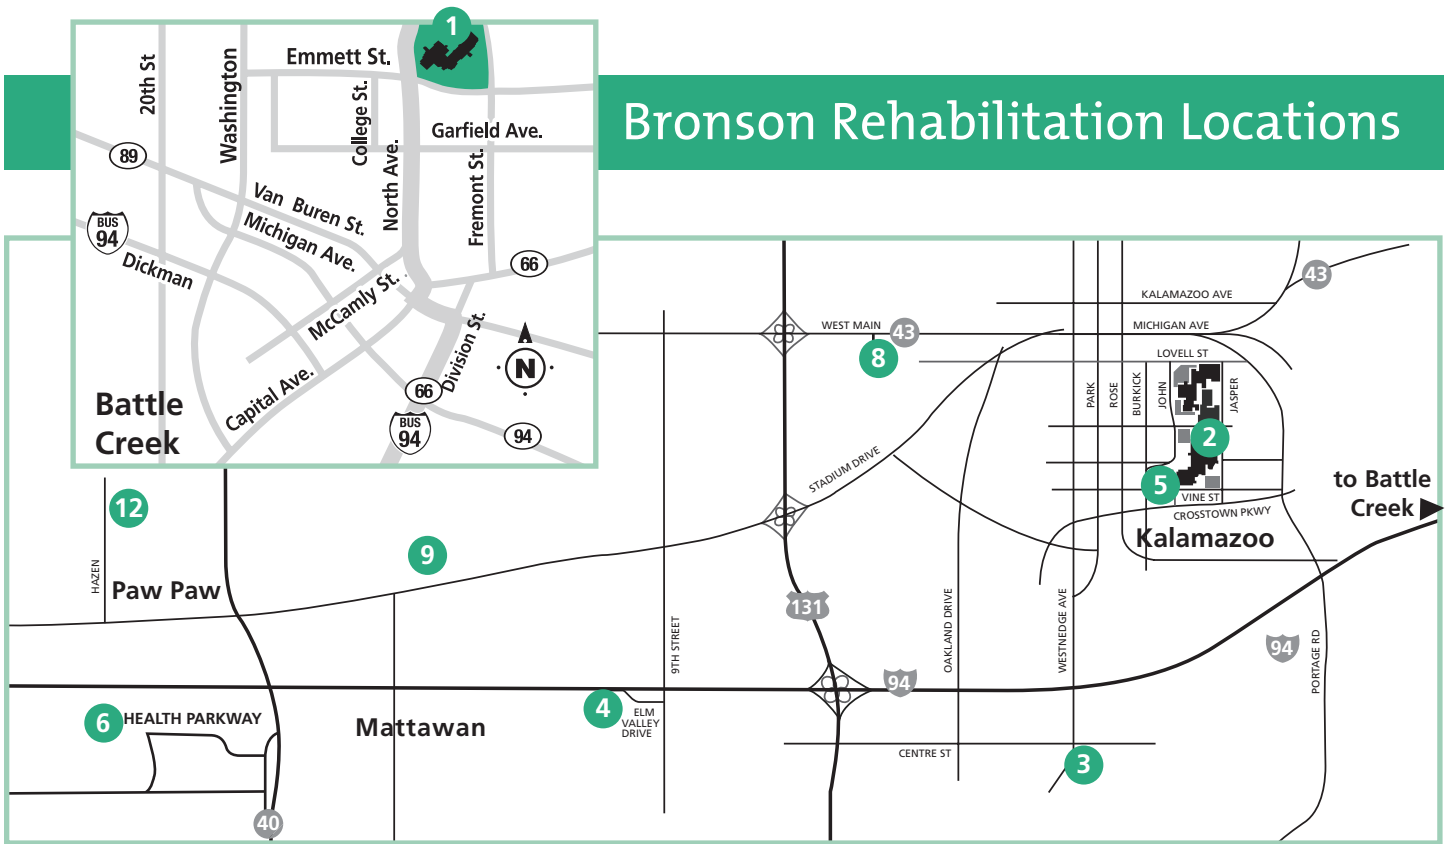 Bronson Rehabilitation Locations
1
Emmett St.
20th St
Washington
College St.
Garfield Ave.
North Ave.
Fremont St.
89
Van Buren St.
Michigan Ave.
BUS
94
Dickman
66
McCamly St.
Division St.
N
Capital Ave.
66
BUS
94
94
Battle
Creek
43
KALAMAZOO AVE
WEST MAIN
43
MICHIGAN AVE
8
LOVELL ST
PARK
ROSE
BURKICK
JOHN
JASPER
2
STADIUM DRIVE
5
VINE ST
CROSSTOWN PKWY
to Battle
Creek
Kalamazoo
12
HAZEN
9
Paw Paw
131
9TH STREET
OAKLAND DRIVE
WESTNEDGE AVE
94
94
PORTAGE RD
6
HEALTH PARKWAY
Mattawan
4
ELM
VALLEY
DRIVE
CENTRE ST
3
40